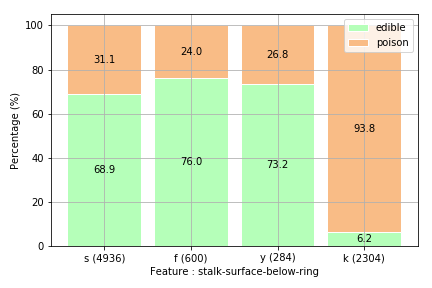 100
80
60
40
20
0
Percentage (%)
31.1
24.0
26.8
93.8
68.9
76.0
73.2
6.2
edible
poison
s (4936)
f (600)
y (284)
k (2304)
Feature : stalk-surface-below-ring